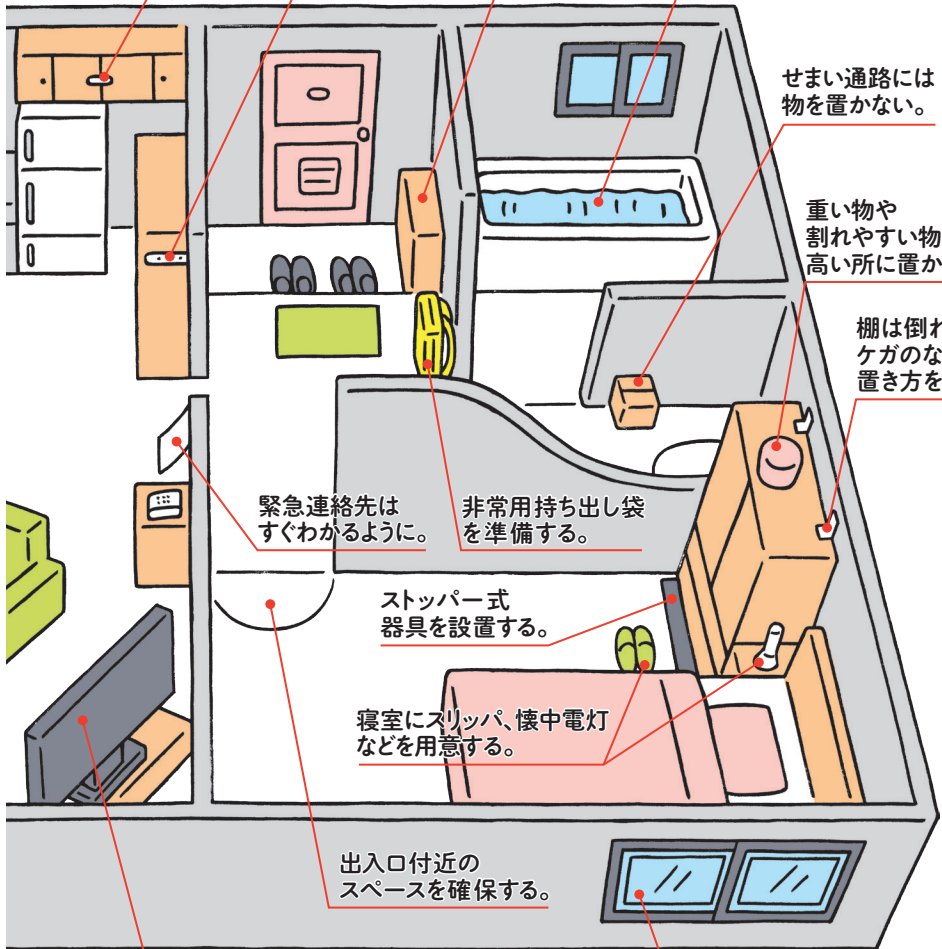 せまい通路には
物を置かない。
重い物や
割れやすい物
高い所に置か
棚は倒れ
ケガのな
置き方を
緊急連絡先は
すぐわかるように。
非常用持ち出し袋
を準備する。
ストッパー式
器具を設置する。
寝室にスリッパ、懐中電灯
などを用意する。
出入口付近の
スペースを確保する。